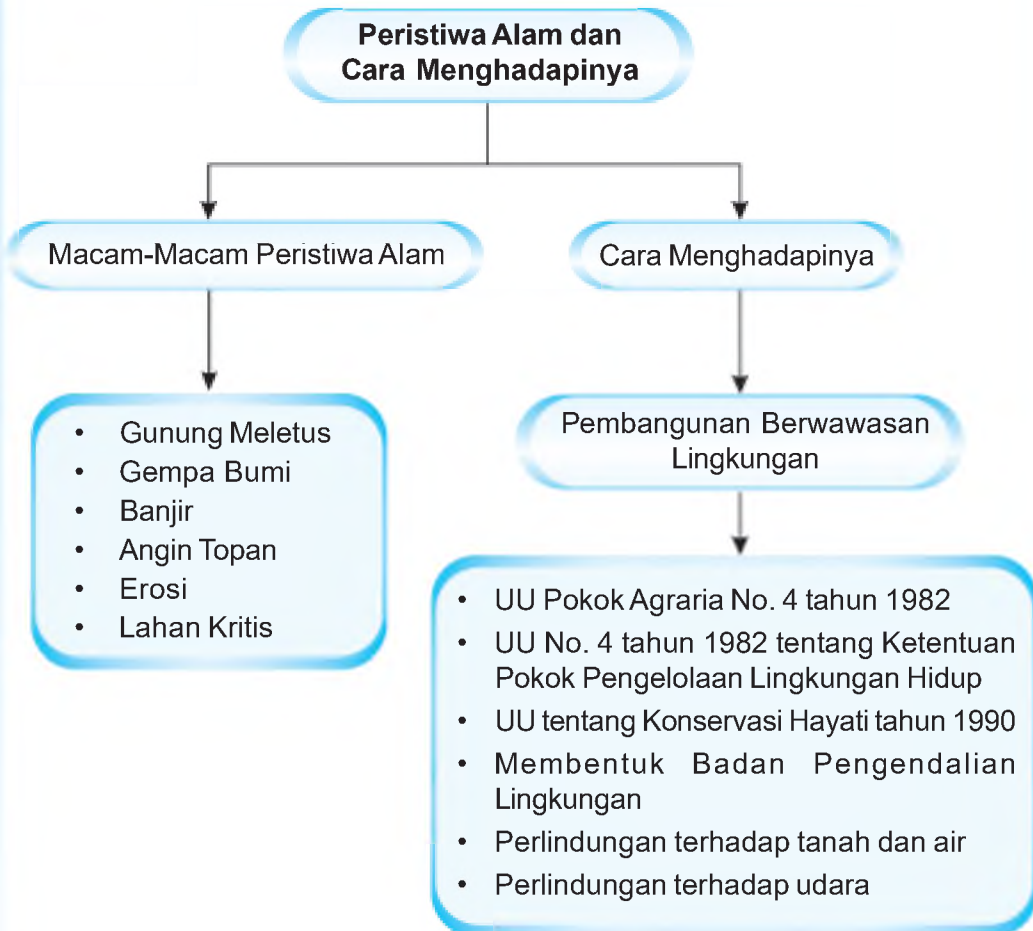 Peristiwa Alam dan
Cara Menghadapinya
Macam-Macam Peristiwa Alam
Cara Menghadapinya
• Gunung Meletus
• Gempa Bumi
• Banjir
• Angin Topan
• Erosi
• Lahan Kritis
Pembangunan Berwawasan
Lingkungan
• UU Pokok Agraria No. 4 tahun 1982
• UU No. 4 tahun 1982 tentang Ketentuan
Pokok Pengelolaan Lingkungan Hidup
• UU tentang Konservasi Hayati tahun 1990
• Membentuk Badan Pengendalian
Lingkungan
• Perlindungan terhadap tanah dan air
• Perlindungan terhadap udara